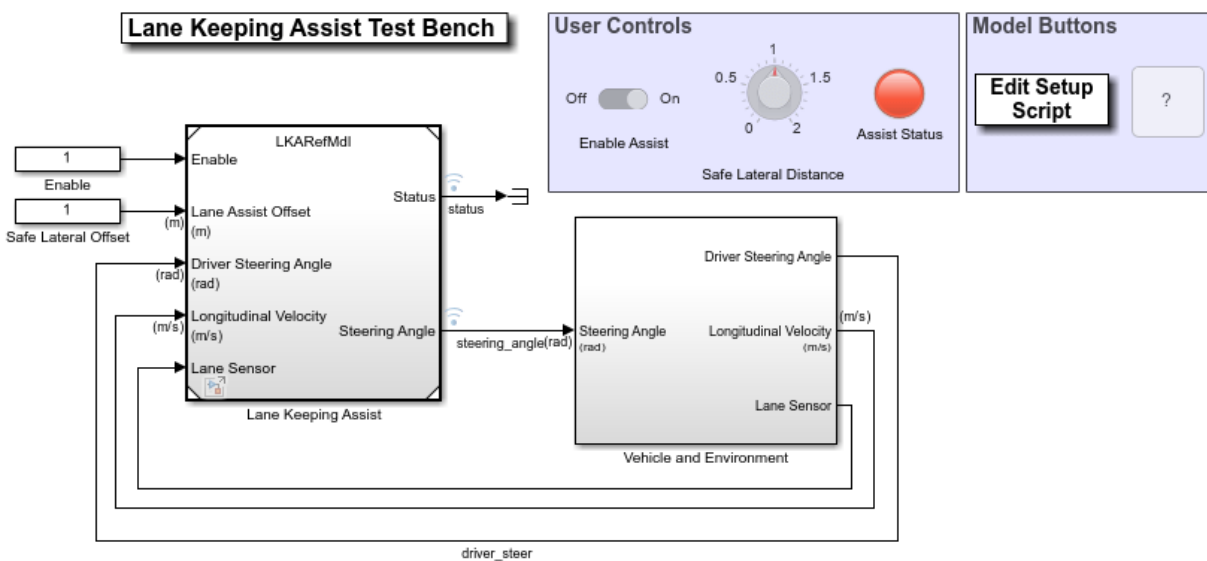 Lane Keeping Assist Test Bench
User Controls
Off
On
Enable Assist
0
0.5
1
1.5
2
Safe Lateral Distance
Assist Status
Model Buttons
Edit Setup
Script
?
1
Enable
1
Safe Lateral Offset
LKARefMdl
Enable
(m)
Lane Assist Offset
(m)
(rad)
Driver Steering Angle
(rad)
(m/s)
Longitudinal Velocity
(m/s)
Lane Sensor
Status
status
Steering Angle
steering_angle
Lane Keeping Assist
(rad)
Steering Angle
(rad)
Driver Steering Angle
Longitudinal Velocity
(m/s)
(m/s)
Lane Sensor
Vehicle and Environment
driver_steer